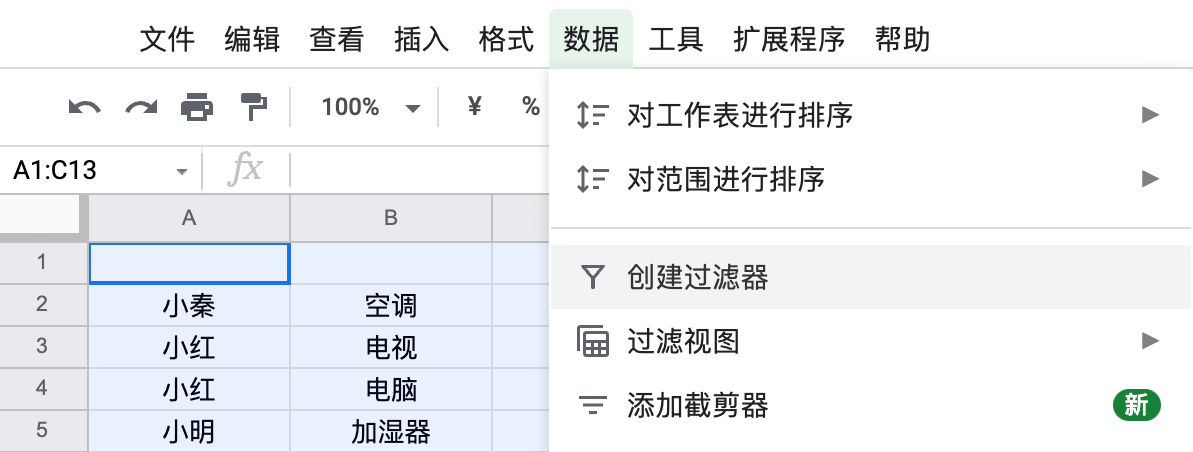 文件 编辑 查看 插入 格式 数据 工具 扩展程序 帮助
100% ¥ %
对工作表进行排序
A1:C13 fx
对范围进行排序
A B
1
创建过滤器
2 小秦 空调
3 小红 电视
过滤视图
4 小红 电脑
添加截剪器 新
5 小明 加湿器